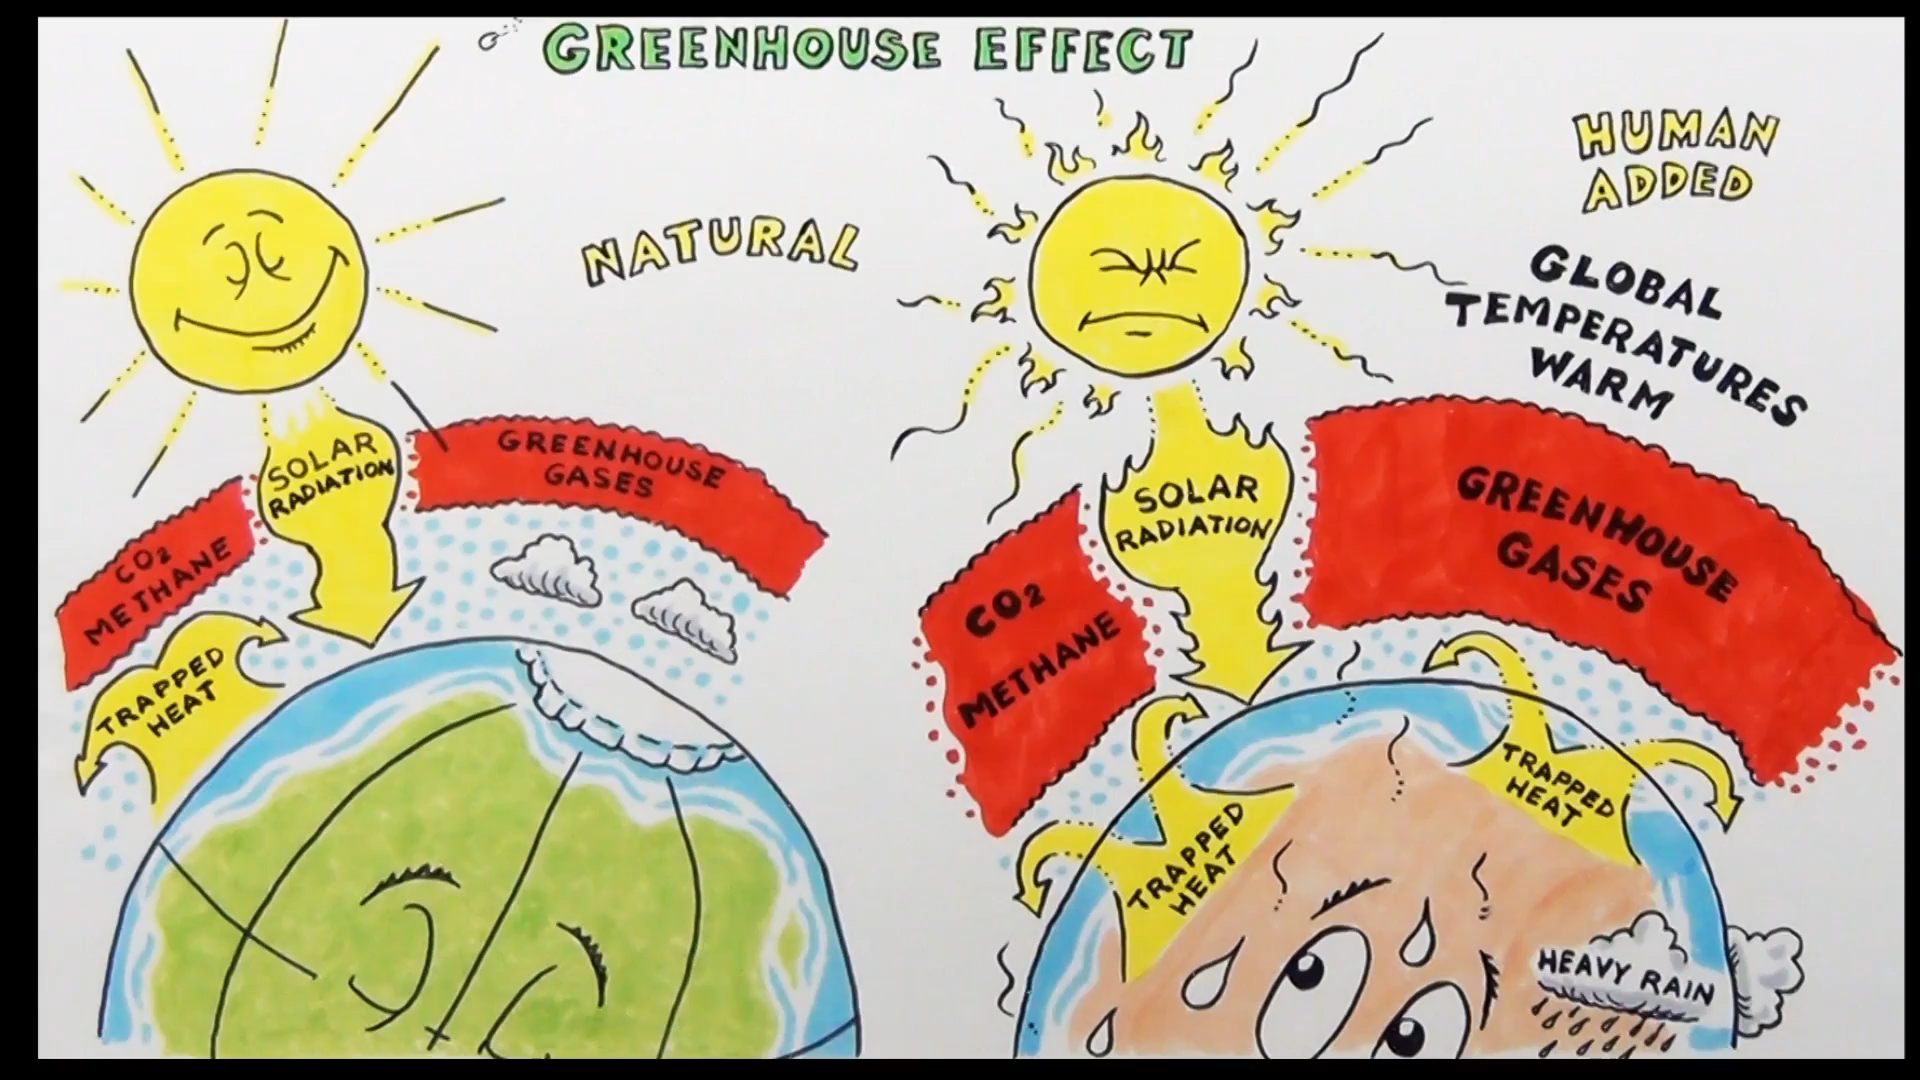 GREENHOUSE EFFECT
NATURAL
SOLAR
RADIATION
GREENHOUSE
GASES
CO2
METHANE
TRAPPED
HEAT
HUMAN
ADDED
GLOBAL
TEMPERATURES
WARM
SOLAR
RADIATION
GREENHOUSE
GASES
CO2
METHANE
TRAPPED
HEAT
TRAPPED
HEAT
HEAVY RAIN